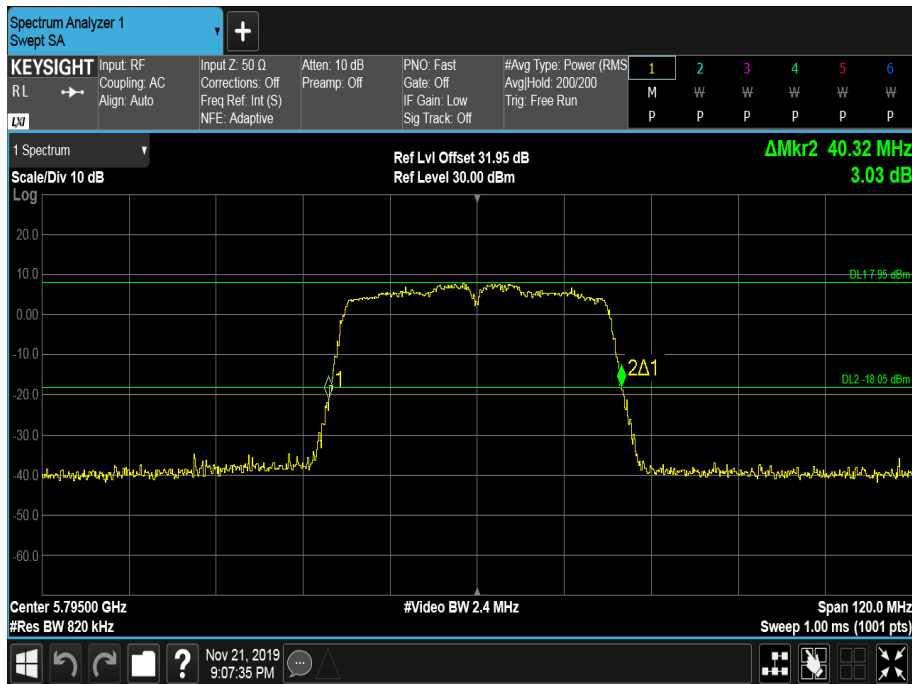 Spectrum Analyzer 1
Swept SA
KEYSIGHT
RL
LXI
Input: RF
Coupling: AC
Align: Auto
Input Z: 50 Ω
Corrections: Off
Freq Ref: Int (S)
NFE: Adaptive
Atten: 10 dB
Preamp: Off
PNO: Fast
Gate: Off
IF Gain: Low
Sig Track: Off
#Avg Type: Power (RMS
Avg|Hold: 200/200
Trig: Free Run
1 2 3 4 5 6
M W W W W W
P P P P P P
1 Spectrum
Scale/Div 10 dB
Log
Ref Lvl Offset 31.95 dB
Ref Level 30.00 dBm
ΔMkr2 40.32 MHz
3.03 dB
20.0
10.0
DL1 7.95 dBm
0.00
-10.0
1
2Δ1
DL2 -18.05 dBm
-20.0
-30.0
-40.0
-50.0
-60.0
Center 5.79500 GHz
#Video BW 2.4 MHz
Span 120.0 MHz
#Res BW 820 kHz
Sweep 1.00 ms (1001 pts)
?
Nov 21, 2019
9:07:35 PM